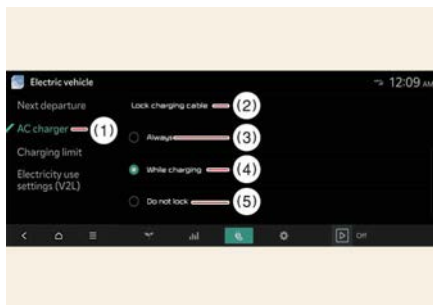 Electric vehicle
12:09 AM
Next departure
Lock charging cable (2)
AC charger (1)
Always (3)
Charging limit
While charging (4)
Electricity use
settings (V2L)
Do not lock (5)
Off